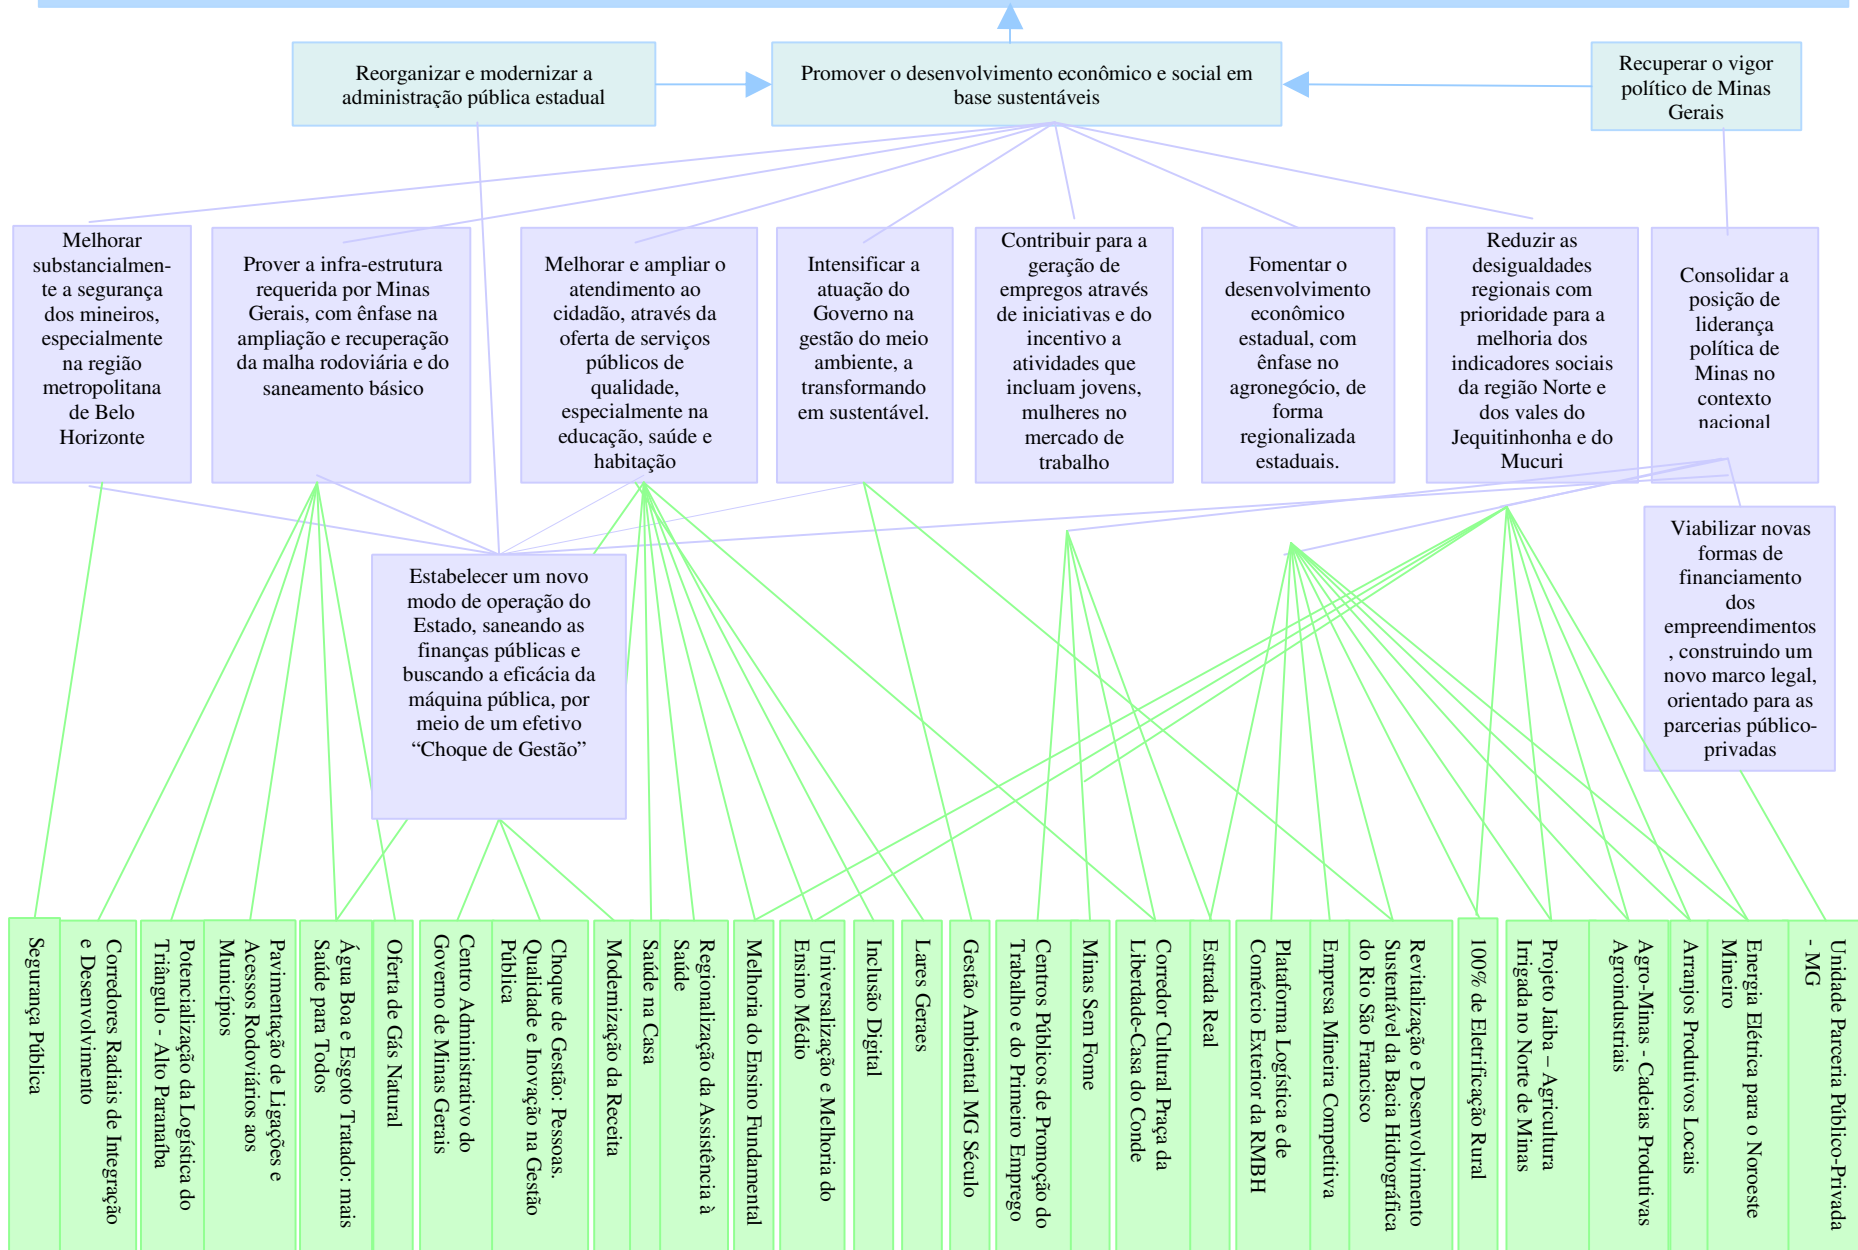 Reorganizar e modernizar a
administração pública estadual
Promover o desenvolvimento econômico e social em
base sustentáveis
Recuperar o vigor
político de Minas
Gerais
Melhorar
substancialmen-
te a segurança
dos mineiros,
especialmente
na região
metropolitana
de Belo
Horizonte
Prover a infra-estrutura
requerida por Minas
Gerais, com ênfase na
ampliação e recuperação
da malha rodoviária e do
saneamento básico
Melhorar e ampliar o
atendimento ao
cidadão, através da
oferta de serviços
públicos de
qualidade,
especialmente na
educação, saúde e
habitação
Intensificar a
atuação do
Governo na
gestão do meio
ambiente, a
transformando
em sustentável.
Contribuir para a
geração de
empregos através
de iniciativas e do
incentivo a
atividades que
incluam jovens,
mulheres no
mercado de
trabalho
Fomentar o
desenvolvimento
econômico
estadual, com
ênfase no
agronegócio, de
forma
regionalizada
estaduais.
Reduzir as
desigualdades
regionais com
prioridade para a
melhoria dos
indicadores sociais
da região Norte e
dos vales do
Jequitinhonha e do
Mucuri
Consolidar a
posição de
liderança
política de
Minas no
contexto
nacional
Estabelecer um novo
modo de operação do
Estado, saneando as
finanças públicas e
buscando a eficácia da
máquina pública, por
meio de um efetivo
“Choque de Gestão”
Viabilizar novas
formas de
financiamento
dos
empreendimentos
, construindo um
novo marco legal,
orientado para as
parcerias público-
privadas
Segurança Pública
Corredores Radiais de Integração
e Desenvolvimento
Potencialização da Logística do
Triângulo - Alto Paranaíba
Pavimentação de Ligações e
Acessos Rodoviários aos
Municípios
Água Boa e Esgoto Tratado: mais
Saúde para Todos
Oferta de Gás Natural
Centro Administrativo do
Governo de Minas Gerais
Choque de Gestão: Pessoas.
Qualidade e Inovação na Gestão
Pública
Modernização da Receita
Saúde na Casa
Regionalização da Assistência à
Saúde
Melhoria do Ensino Fundamental
Universalização e Melhoria do
Ensino Médio
Inclusão Digital
Lares Geraes
Gestão Ambiental MG Século
Centros Públicos de Promoção do
Trabalho e do Primeiro Emprego
Minas Sem Fome
Corredor Cultural Praça da
Liberdade-Casa do Conde
Estrada Real
Plataforma Logística e de
Comércio Exterior da RMBH
Empresa Mineira Competitiva
Revitalização e Desenvolvimento
Sustentável da Bacia Hidrográfica
do Rio São Francisco
100% de Eletrificação Rural
Projeto Jaiba – Agricultura
Irrigada no Norte de Minas
Agro-Minas - Cadeias Produtivas
Agroindustriais
Arranjos Produtivos Locais
Energia Elétrica para o Noroeste
Mineiro
Unidade Parceria Público-Privada
- MG